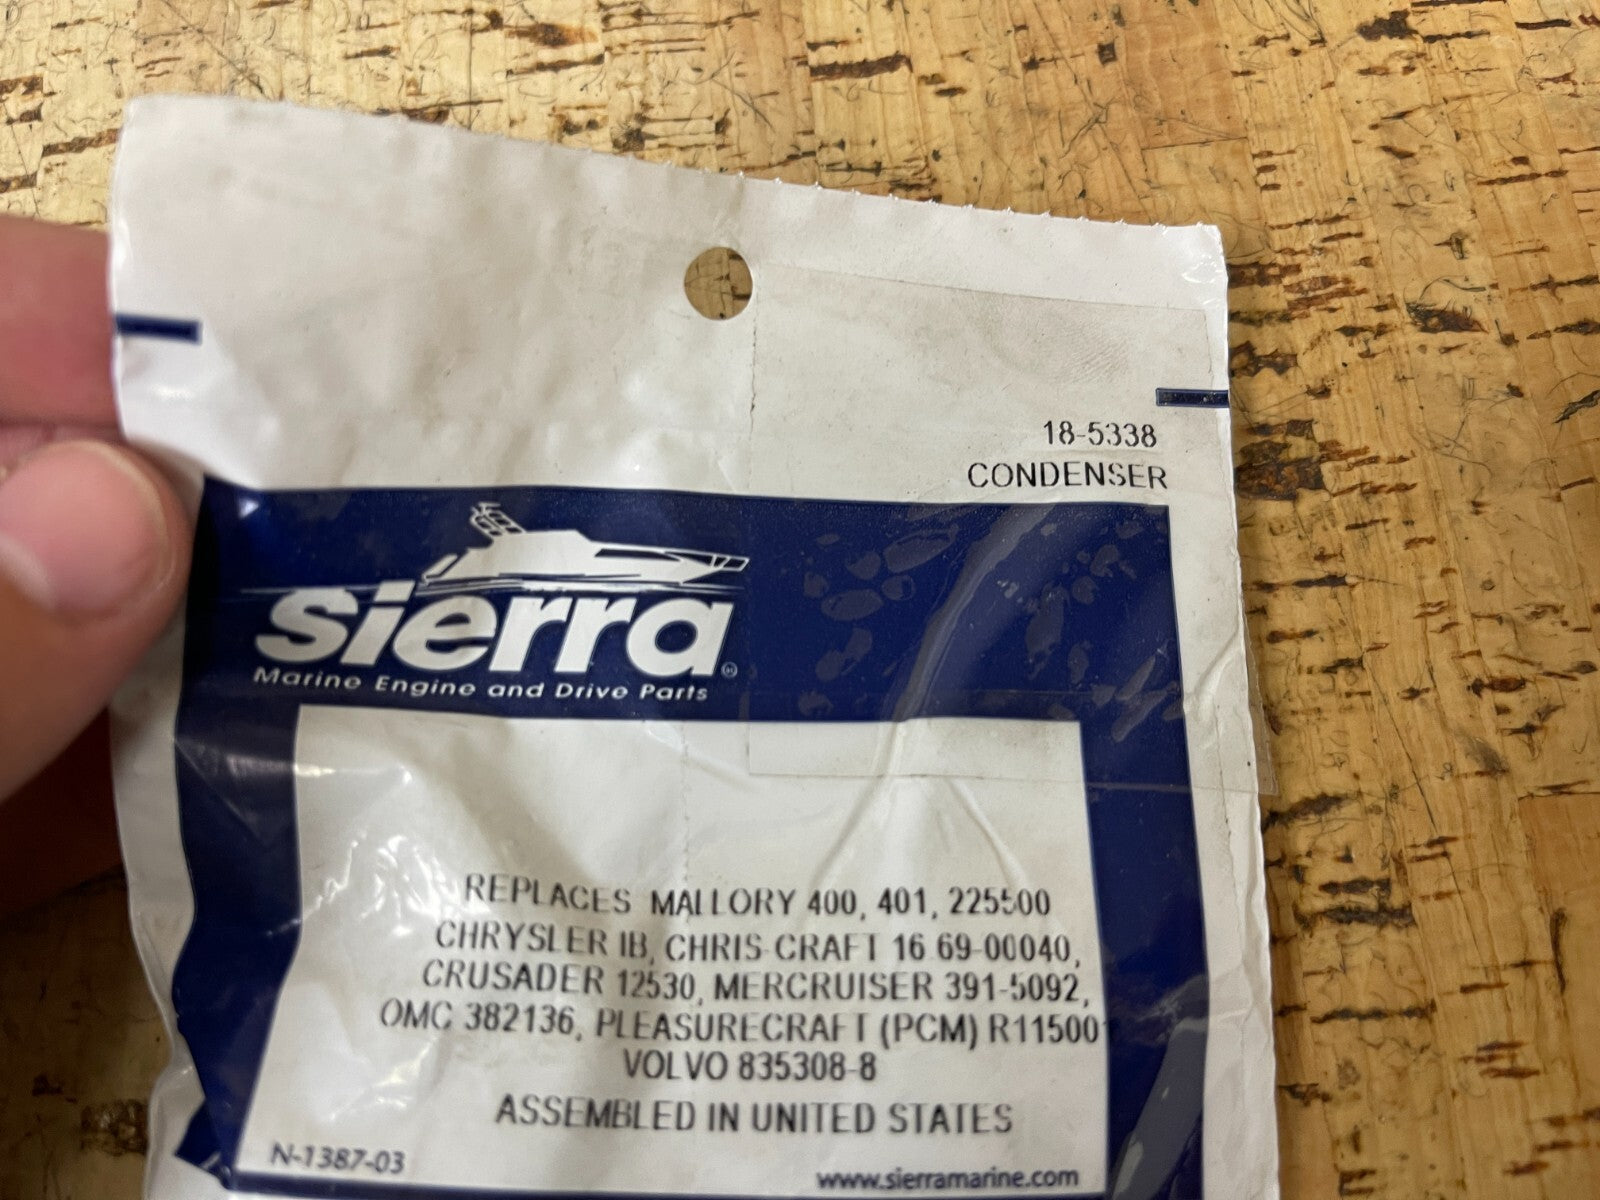 18-5338
CONDENSER
sierra®
Marine Engine and Drive Parts
REPLACES MALLORY 400, 401, 225500
CHRYSLER IB, CHRIS-CRAFT 16.69-00040,
CRUSADER 12530, MERCRUISER 391-5092,
OMC 382136, PLEASURECRAFT (PCM) R115001
VOLVO 835308-8
ASSEMBLED IN UNITED STATES
N-1387-03
www.sierramarine.com